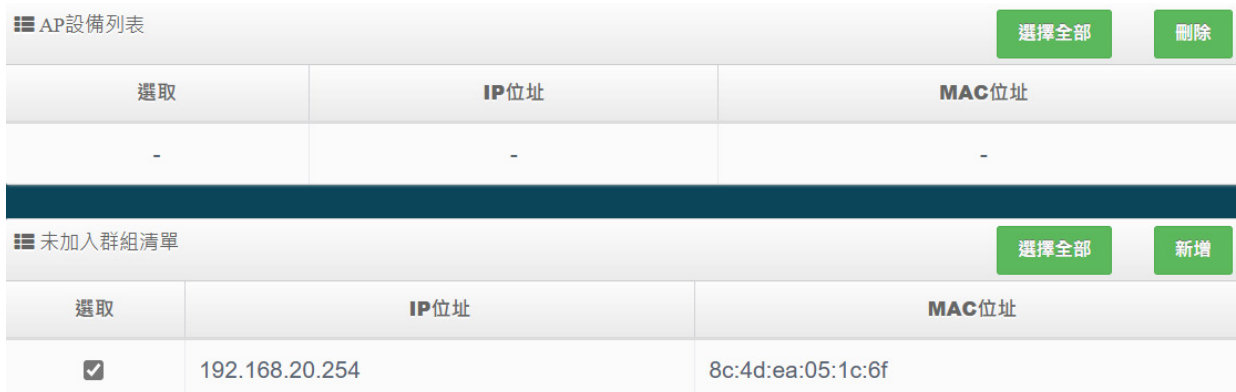 AP設備列表 選擇全部 刪除
選取 IP位址 MAC位址
- - -
未加入群組清單 選擇全部 新增
選取 IP位址 MAC位址
192.168.20.254 8c:4d:ea:05:1c:6f